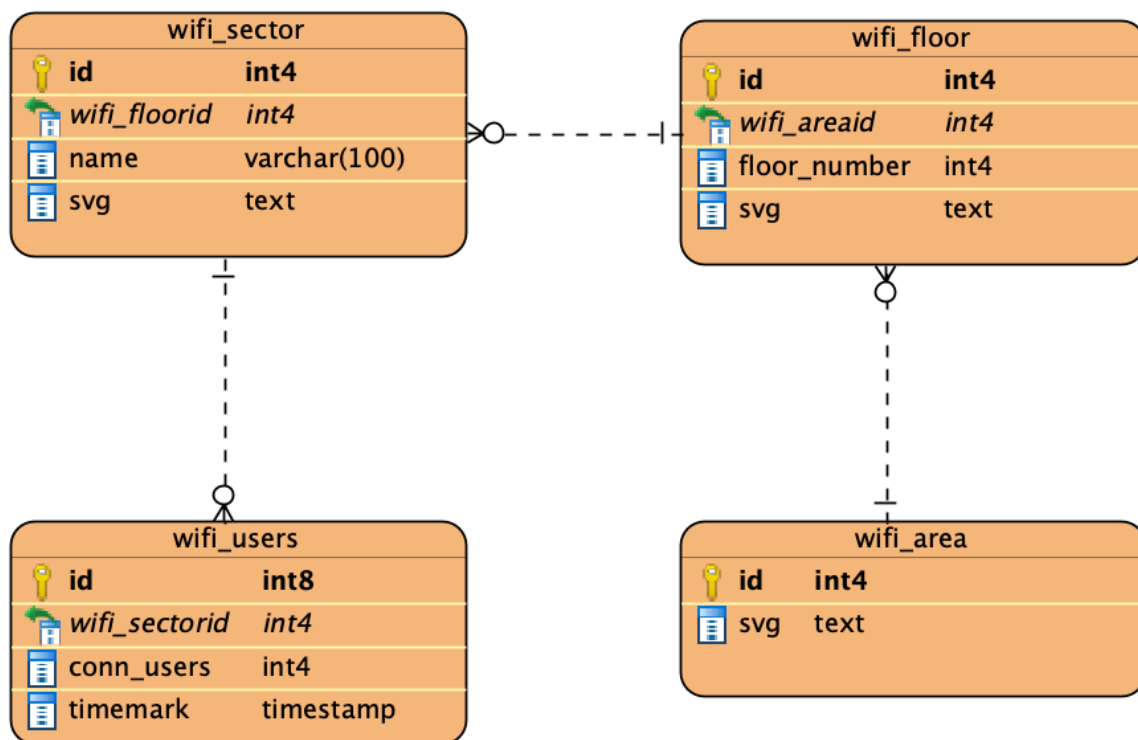 wifi_sector
id int4
wifi_floorid int4
name varchar(100)
svg text
wifi_floor
id int4
wifi_areaid int4
floor_number int4
svg text
wifi_users
id int8
wifi_sectorid int4
conn_users int4
timemark timestamp
wifi_area
id int4
svg text